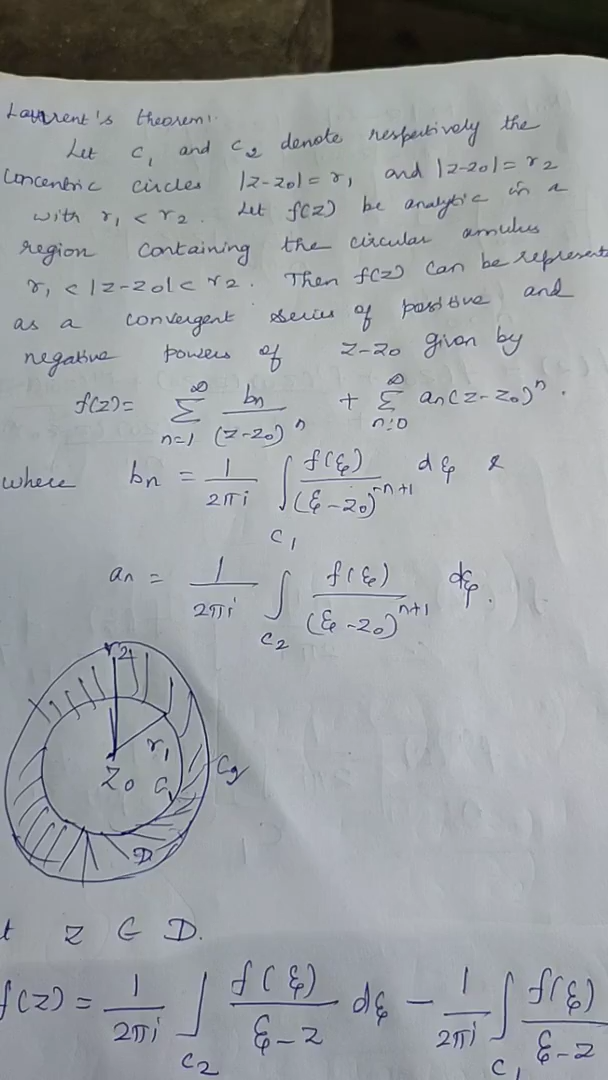 Laurrent's theorem:
Let C₁ and C₂ denote respectively the
Concentric circles |z-z₀|= r₁ and |z-z₀|= r₂
with r₁ < r₂. Let f(z) be analytic in a
region containing the circular annulus
r₁ < |z-z₀| < r₂. Then f(z) can be represent
as a convergent series of positive and
negative powers of z-z₀ given by
f(z)= ∑_{n=1}^{∞} bn/(z-z₀)^n + ∑_{n=0}^{∞} an(z-z₀)^n.
where bn = 1/2πi ∫_{C₁} f(ξ)/(ξ-z₀)^{-n+1} dξ &
an = 1/2πi ∫_{C₂} f(ξ)/(ξ-z₀)^{n+1} dξ.
r₂
r₁
z₀
C₁
C₂
D
t z ∈ D.
f(z) = 1/2πi ∫_{C₂} f(ξ)/ξ-z dξ - 1/2πi ∫_{C₁} f(ξ)/ξ-z